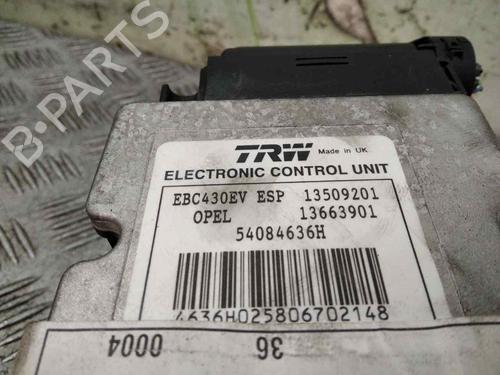 B-PARTS
TRW Made in UK
ELECTRONIC CONTROL UNIT
EBC430EV ESP 13509201
OPEL 13663901
54084636H
4636H025806702148
36
0004